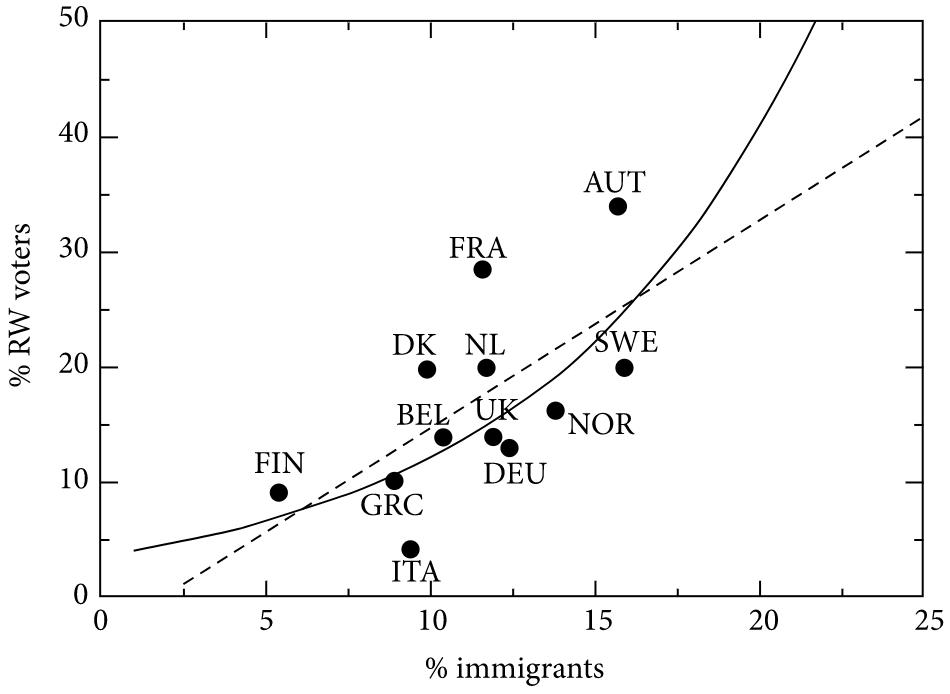 50
40
30
20
10
0
% RW voters
AUT
FRA
DK
NL
SWE
BEL
UK
NOR
FIN
DEU
GRC
ITA
0
5
10
15
20
25
% immigrants